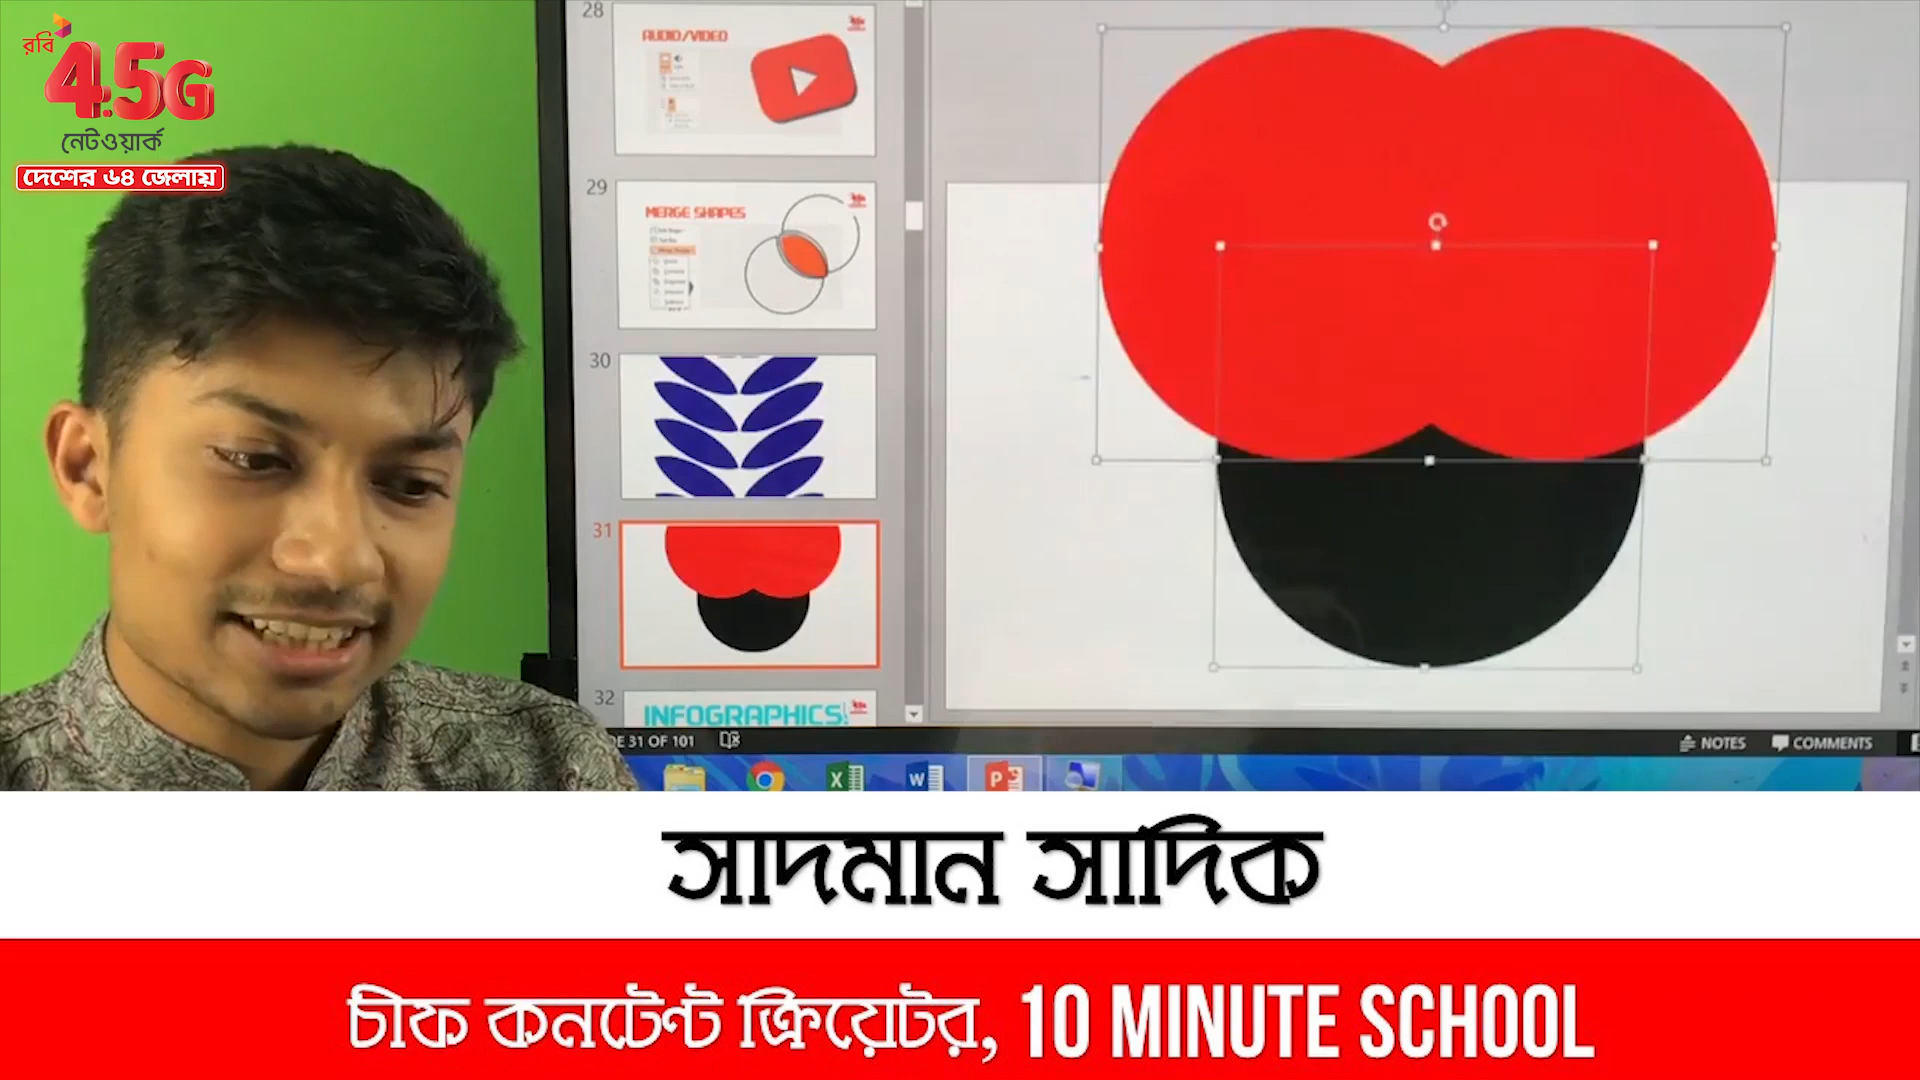 রবি
4.5G
নেটওয়ার্ক
দেশের ৬৪ জেলায়
28
AUDIO/VIDEO
29
MERGE SHAPES
30
31
32
INFOGRAPHICS!
DE 31 OF 101
NOTES
COMMENTS
সাদমান সাদিক
চীফ কনটেন্ট ক্রিয়েটর, 10 MINUTE SCHOOL